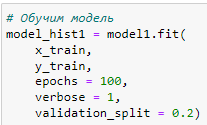 # Обучим модель
model_hist1 = model1.fit(
    x_train,
    y_train,
    epochs = 100,
    verbose = 1,
    validation_split = 0.2)